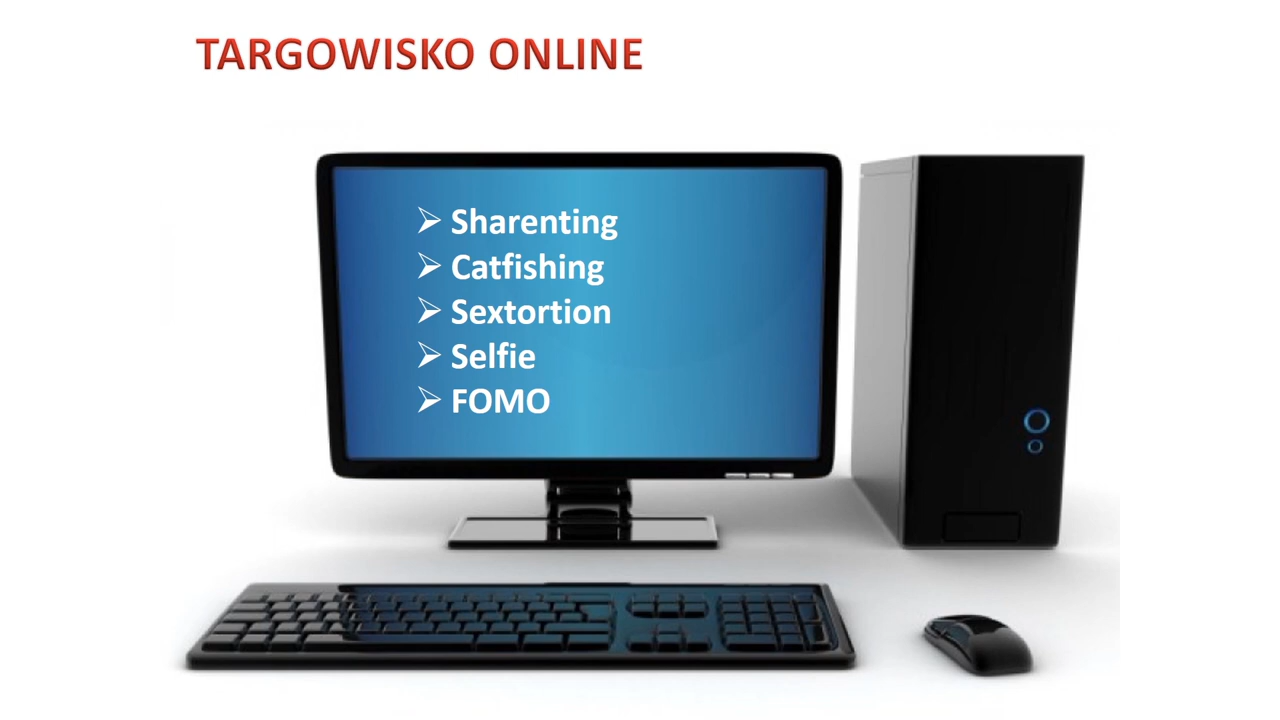 TARGOWISKO ONLINE
➢ Sharenting
➢ Catfishing
➢ Sextortion
➢ Selfie
➢ FOMO